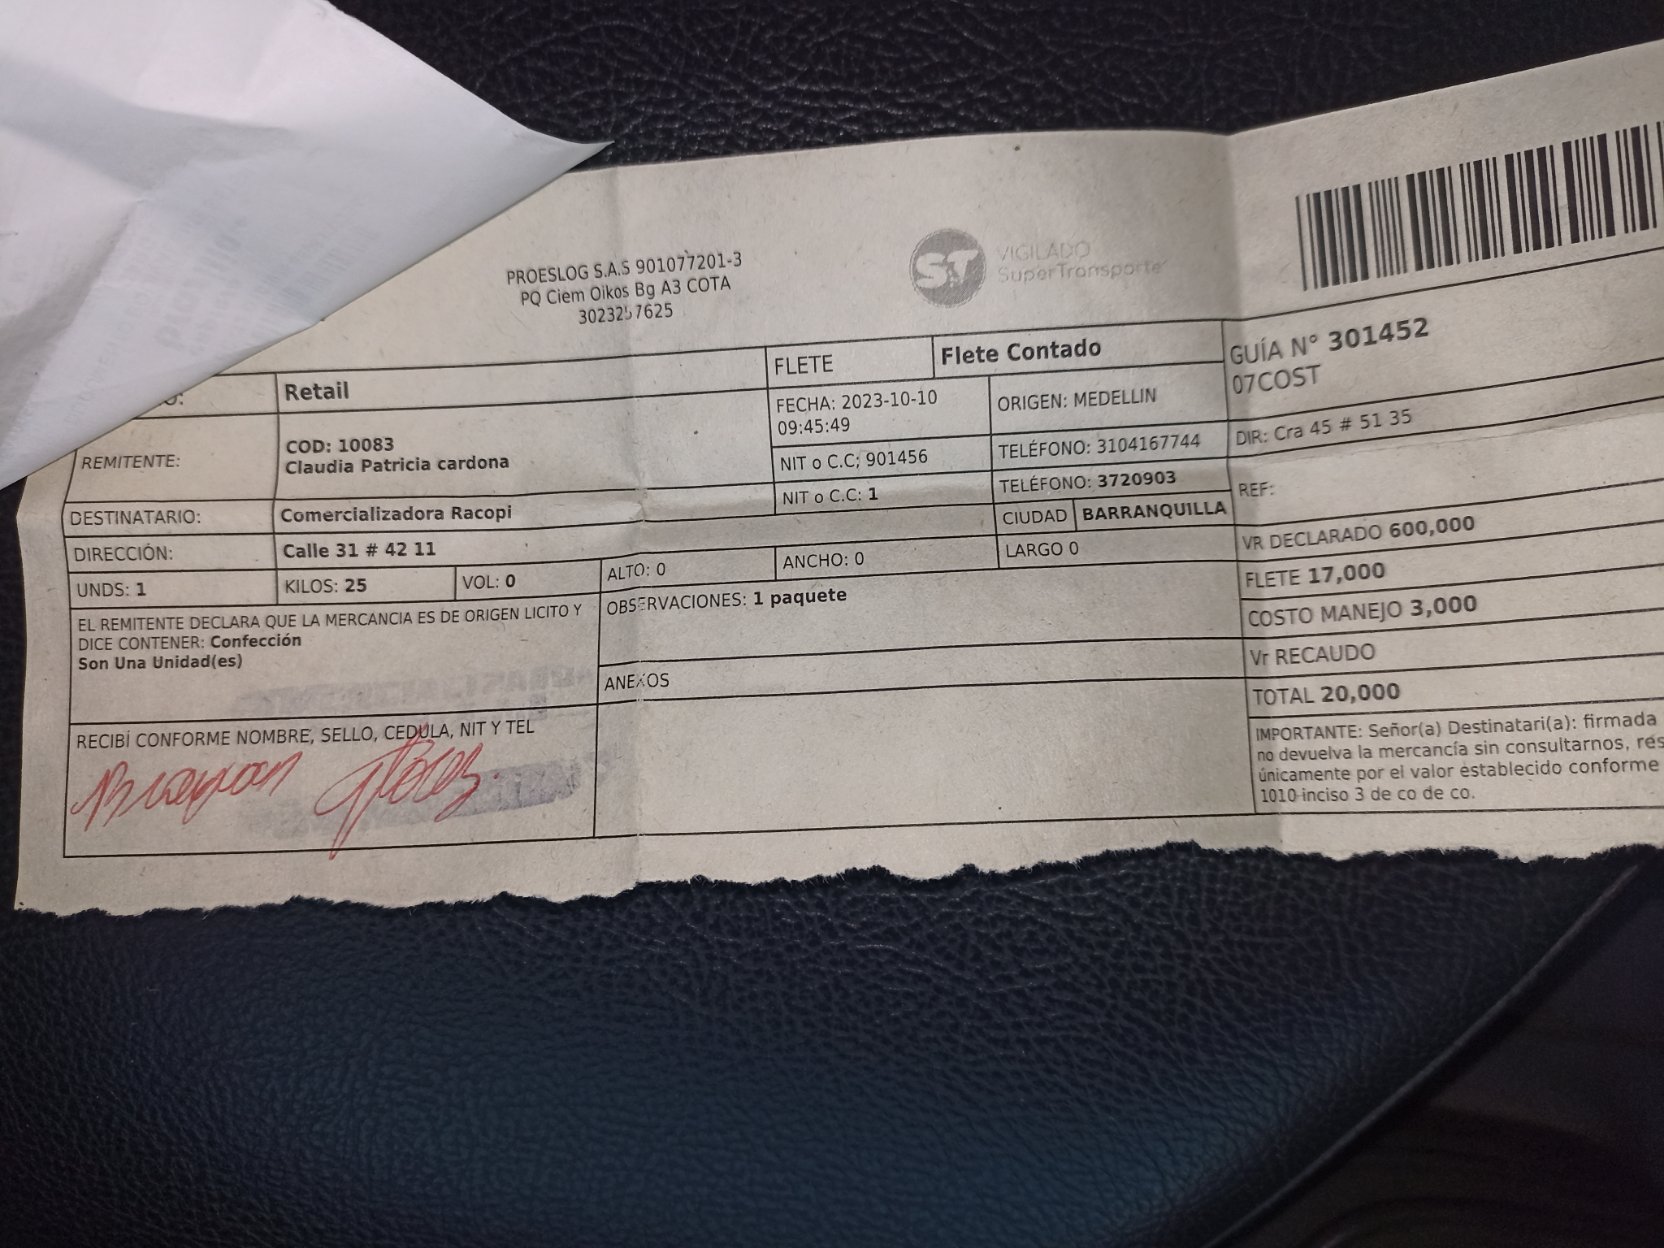 PROESLOG S.A.S 901077201-3
PQ Ciem Oikos Bg A3 COTA
3023257625
ST
VIGILADO
SuperTransporte
GUÍA N° 301452
07COST
O:
Retail
FLETE
Flete Contado
REMITENTE:
COD: 10083
Claudia Patricia cardona
FECHA: 2023-10-10
09:45:49
ORIGEN: MEDELLIN
NIT o C.C; 901456
TELÉFONO: 3104167744
DIR: Cra 45 # 51 35
DESTINATARIO:
Comercializadora Racopi
NIT o C.C: 1
TELÉFONO: 3720903
REF:
DIRECCIÓN:
Calle 31 # 42 11
CIUDAD
BARRANQUILLA
VR DECLARADO 600,000
UNDS: 1
KILOS: 25
VOL: 0
ALTO: 0
ANCHO: 0
LARGO 0
FLETE 17,000
EL REMITENTE DECLARA QUE LA MERCANCIA ES DE ORIGEN LICITO Y
DICE CONTENER: Confección
Son Una Unidad(es)
OBSERVACIONES: 1 paquete
COSTO MANEJO 3,000
Vr RECAUDO
ANEXOS
TOTAL 20,000
RECIBÍ CONFORME NOMBRE, SELLO, CEDULA, NIT Y TEL
IMPORTANTE: Señor(a) Destinatari(a): firmada
no devuelva la mercancía sin consultarnos, res
únicamente por el valor establecido conforme
1010 inciso 3 de co de co.